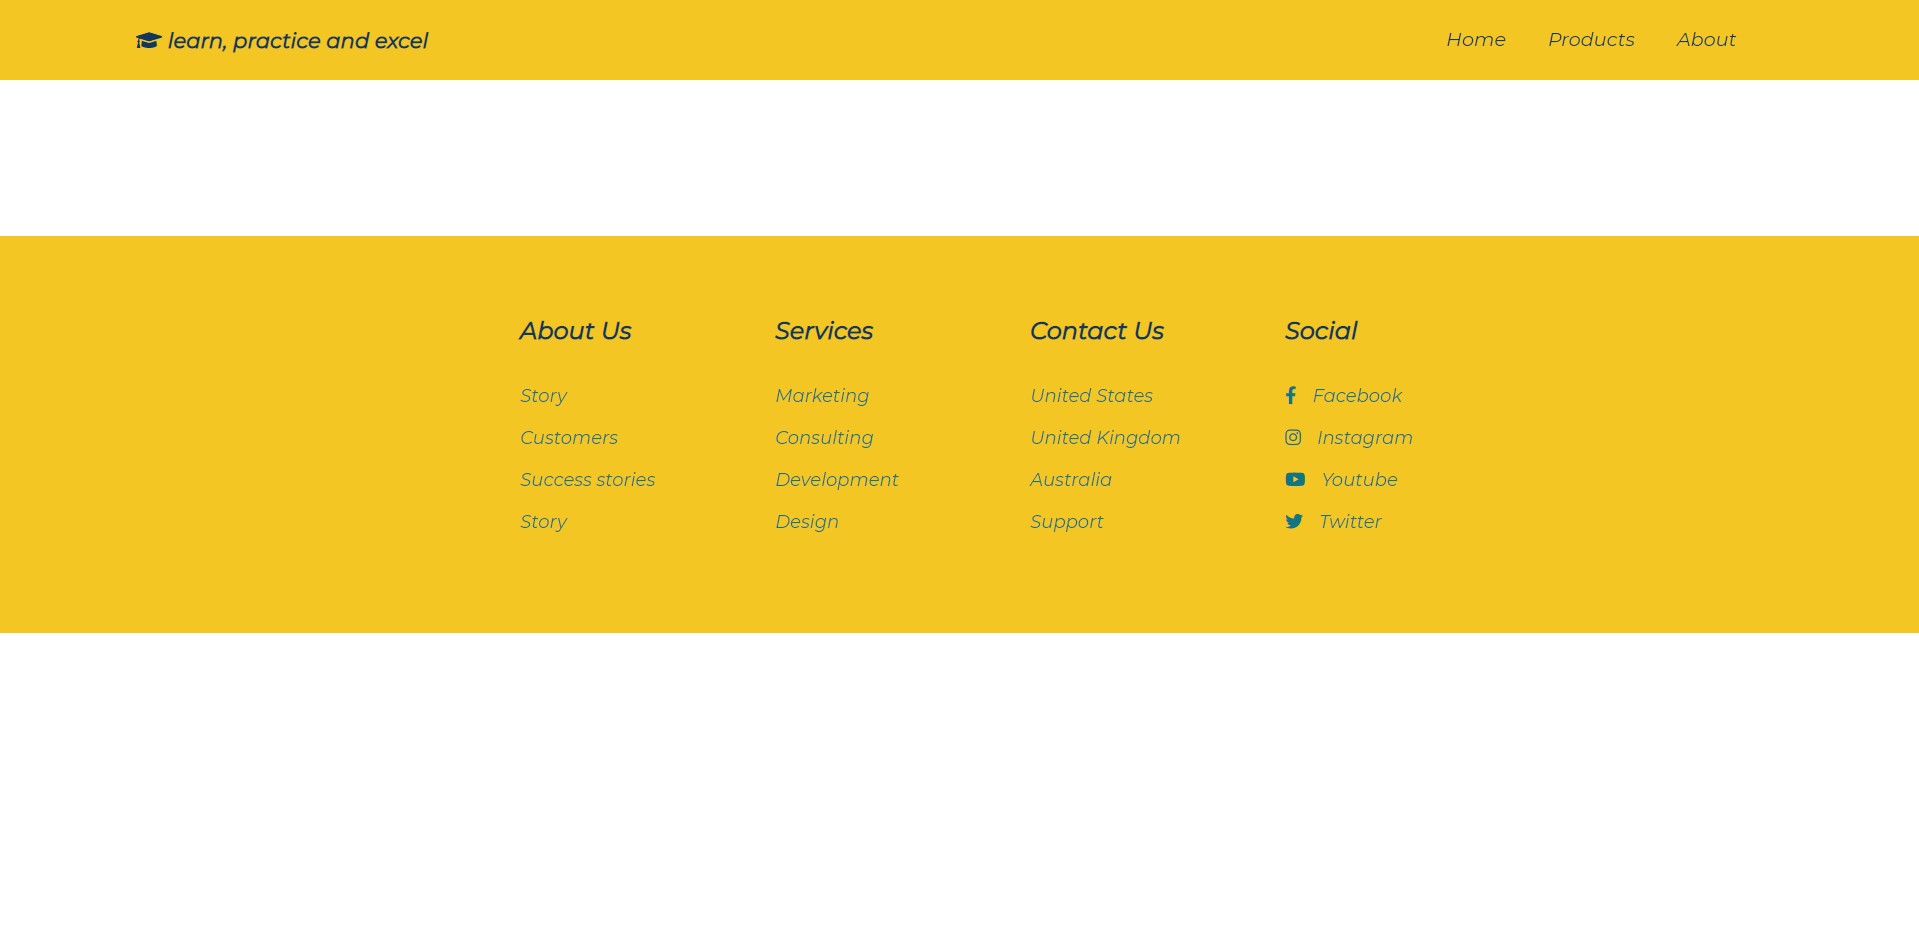 learn, practice and excel
Home Products About
About Us
Story
Customers
Success stories
Story
Services
Marketing
Consulting
Development
Design
Contact Us
United States
United Kingdom
Australia
Support
Social
Facebook
Instagram
Youtube
Twitter